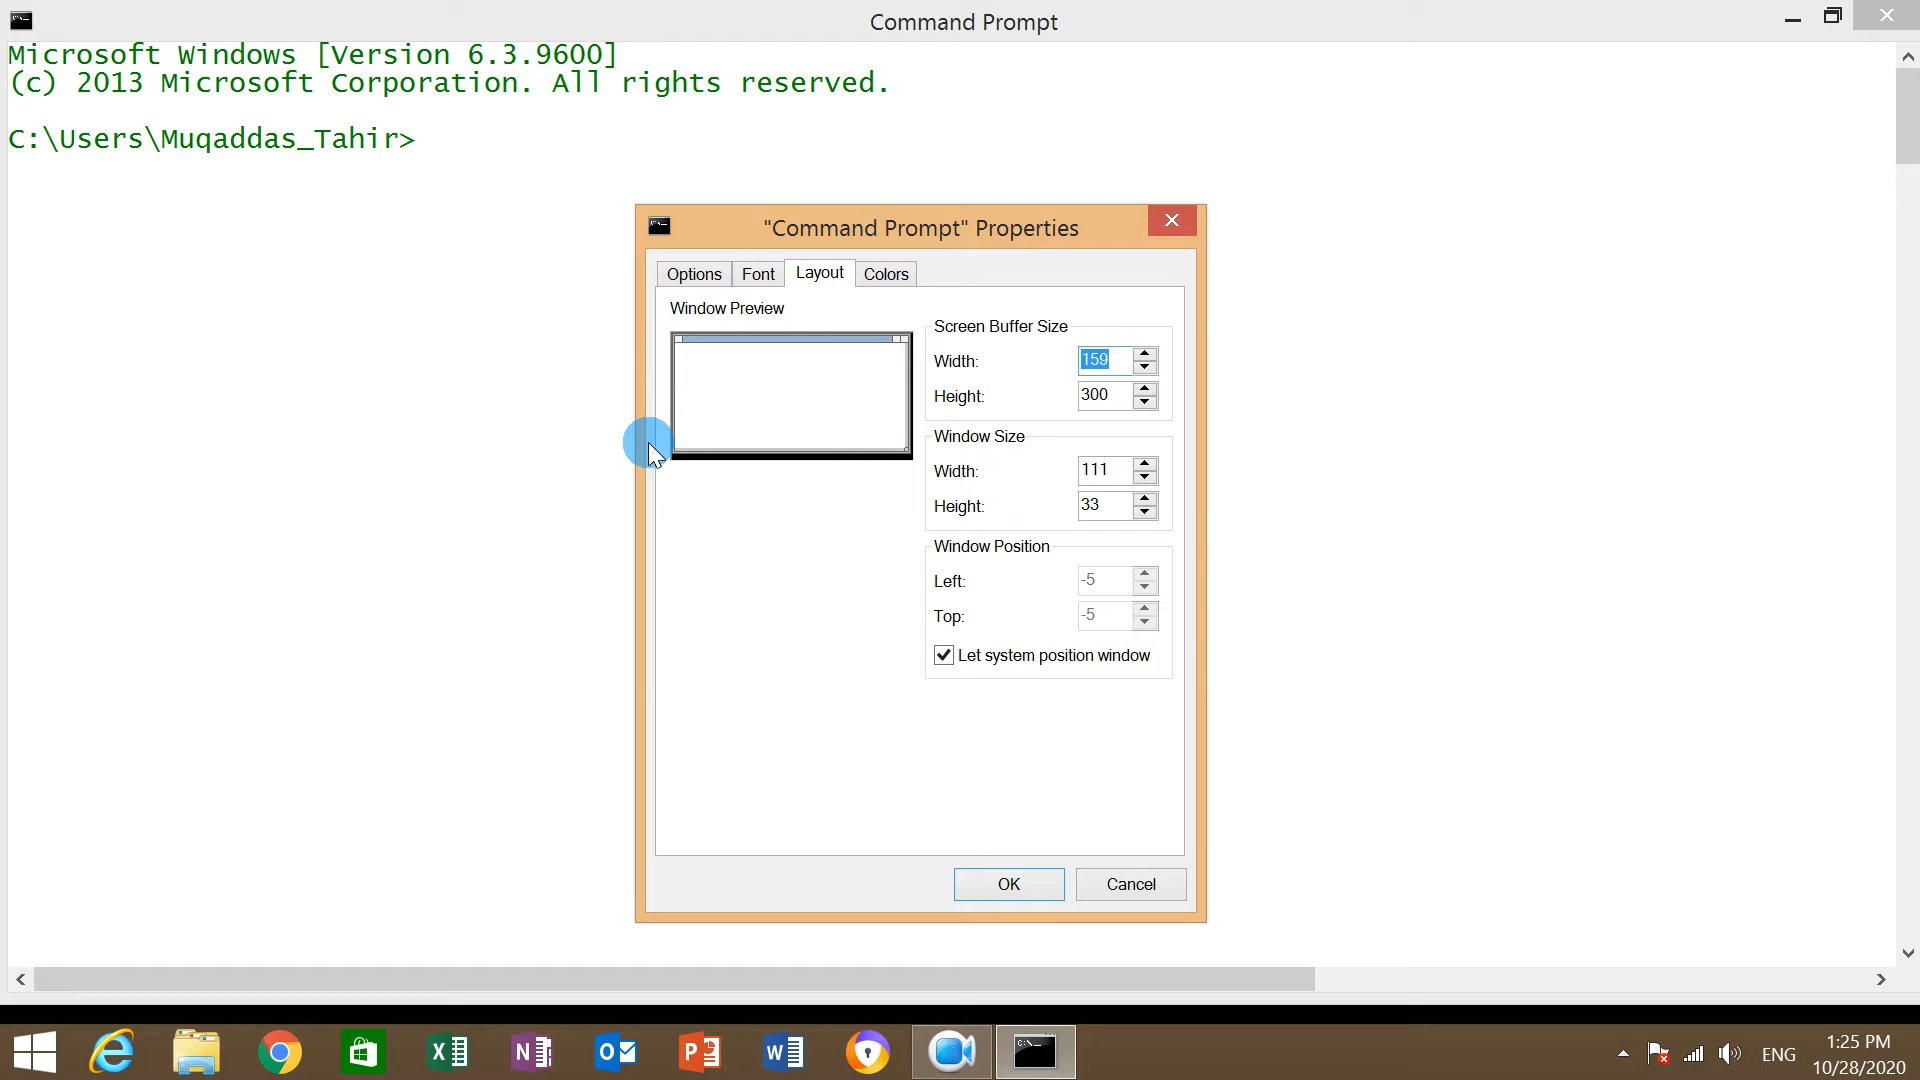 Command Prompt
Microsoft Windows [Version 6.3.9600]
(c) 2013 Microsoft Corporation. All rights reserved.
C:\Users\Muqaddas_Tahir>
"Command Prompt" Properties
Options Font Layout Colors
Window Preview
Screen Buffer Size
Width: 159
Height: 300
Window Size
Width: 111
Height: 33
Window Position
Left: -5
Top: -5
Let system position window
OK Cancel
ENG
1:25 PM
10/28/2020